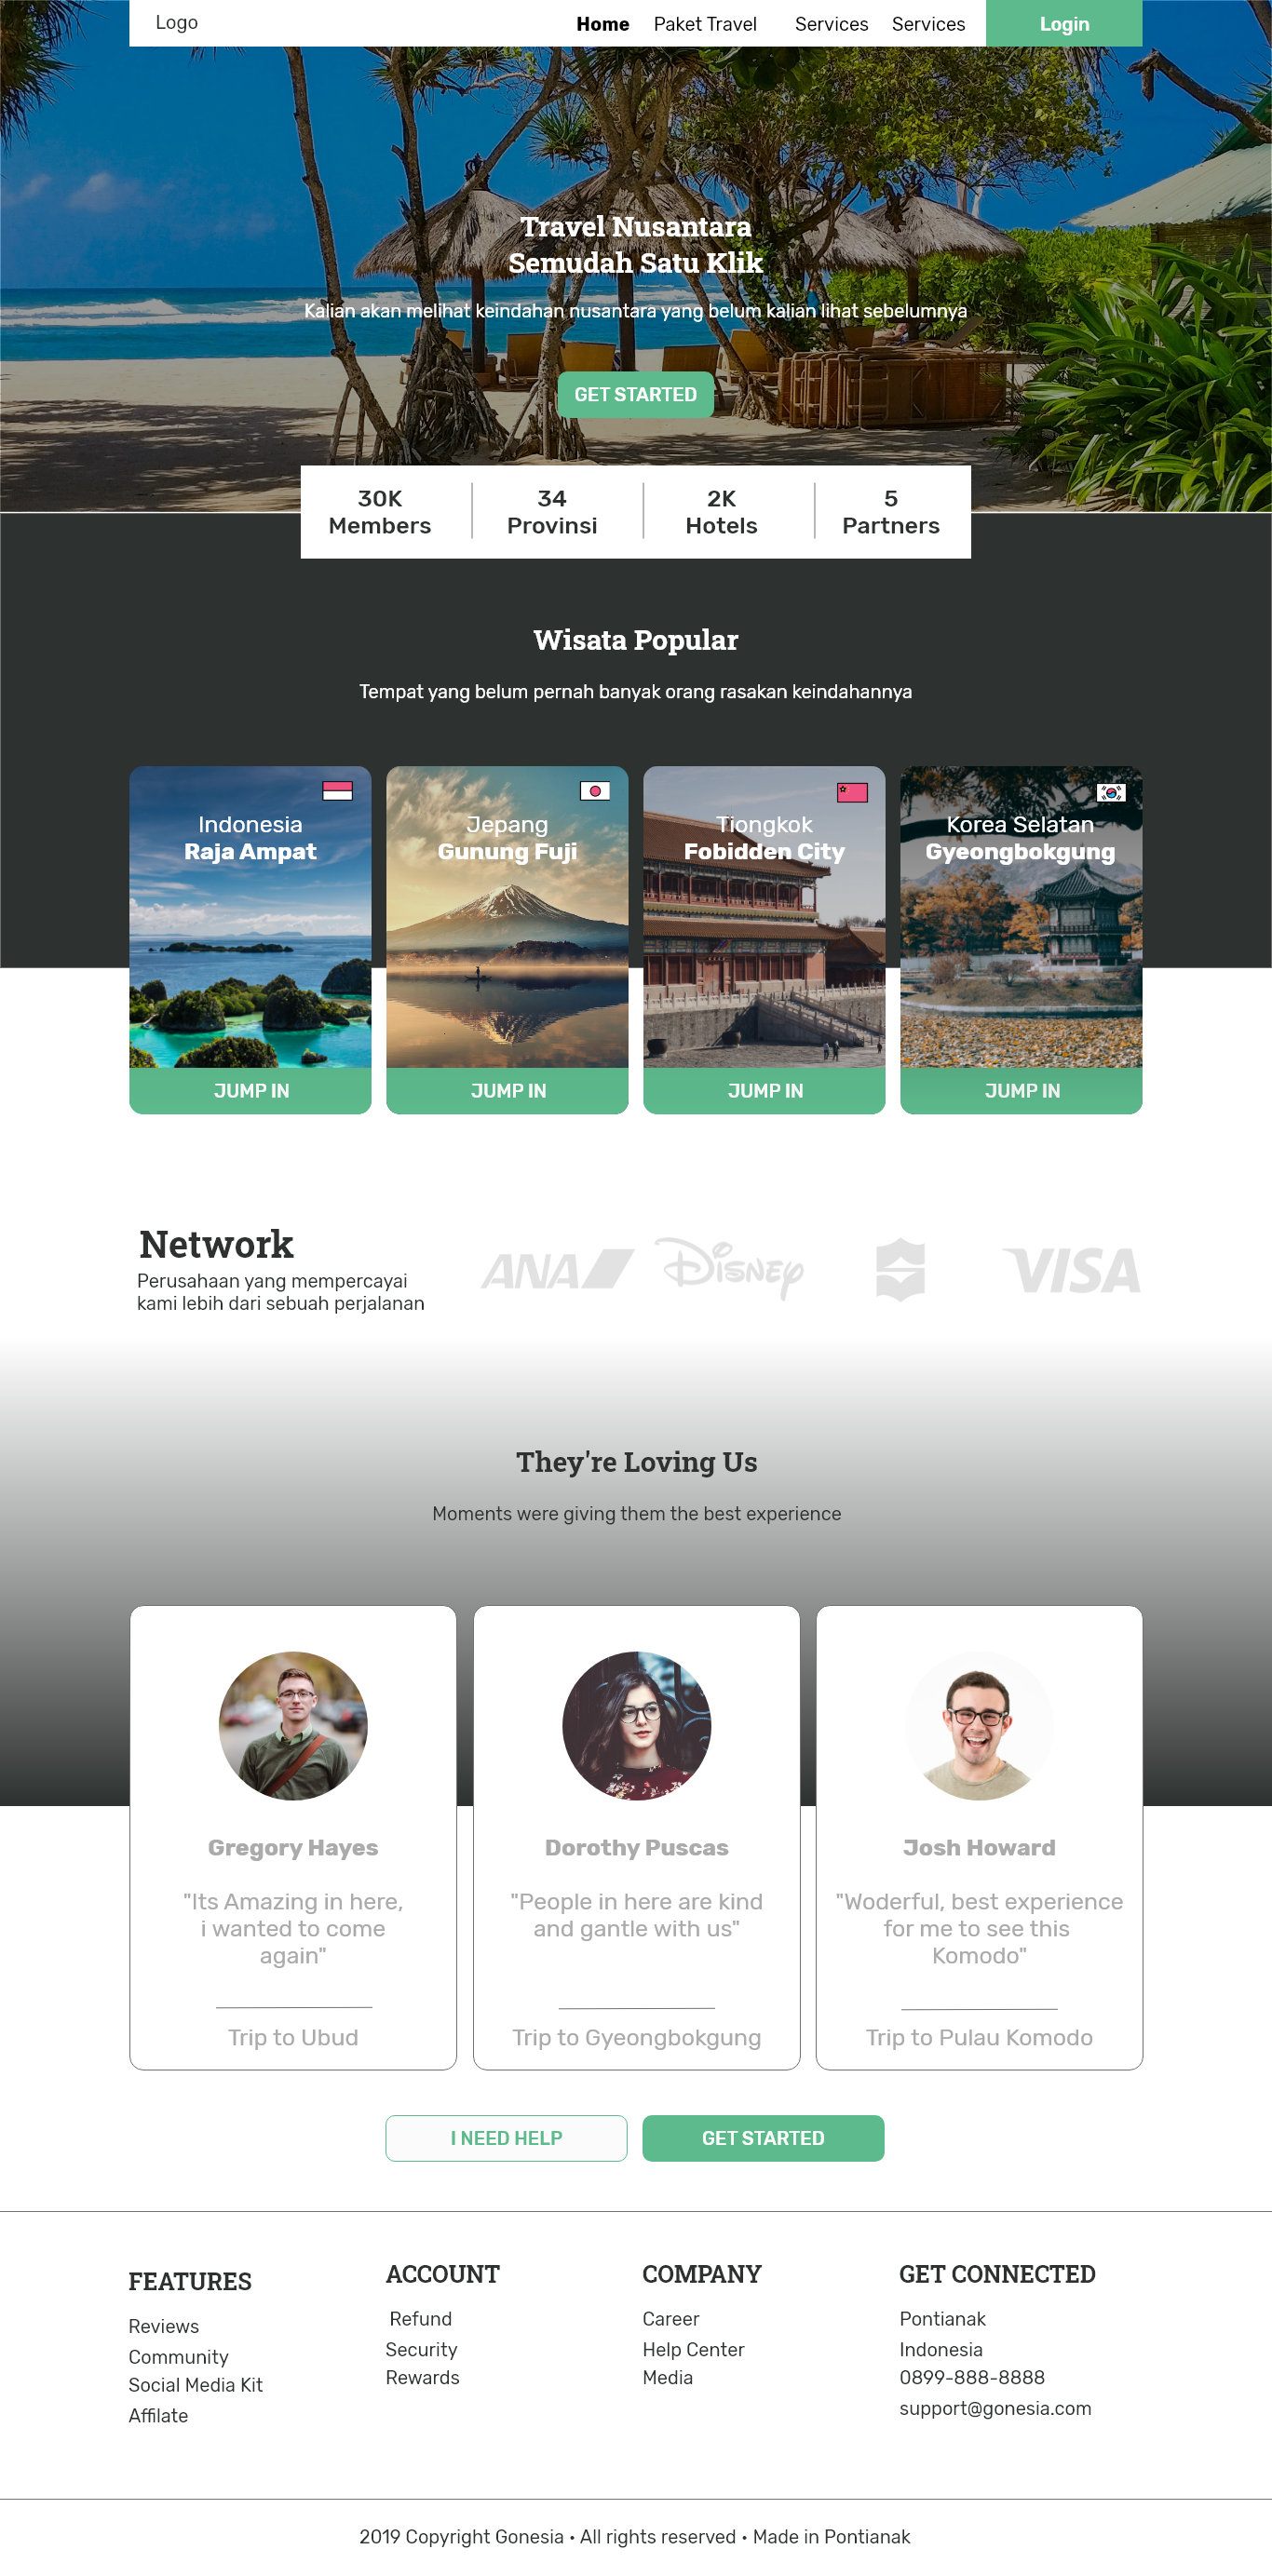 Logo
Home
Paket Travel
Services
Services
Login
Travel Nusantara
Semudah Satu Klik
Kalian akan melihat keindahan nusantara yang belum kalian lihat sebelumnya
GET STARTED
30K
Members
34
Provinsi
2K
Hotels
5
Partners
Wisata Popular
Tempat yang belum pernah banyak orang rasakan keindahannya
Indonesia
Raja Ampat
JUMP IN
Jepang
Gunung Fuji
JUMP IN
Tiongkok
Fobidden City
JUMP IN
Korea Selatan
Gyeongbokgung
JUMP IN
Network
Perusahaan yang mempercayai
kami lebih dari sebuah perjalanan
ANA
Disney
VISA
They're Loving Us
Moments were giving them the best experience
Gregory Hayes
"Its Amazing in here,
i wanted to come
again"
Trip to Ubud
Dorothy Puscas
"People in here are kind
and gantle with us"
Trip to Gyeongbokgung
Josh Howard
"Woderful, best experience
for me to see this
Komodo"
Trip to Pulau Komodo
I NEED HELP
GET STARTED
FEATURES
Reviews
Community
Social Media Kit
Affilate
ACCOUNT
Refund
Security
Rewards
COMPANY
Career
Help Center
Media
GET CONNECTED
Pontianak
Indonesia
0899-888-8888
support@gonesia.com
2019 Copyright Gonesia • All rights reserved • Made in Pontianak